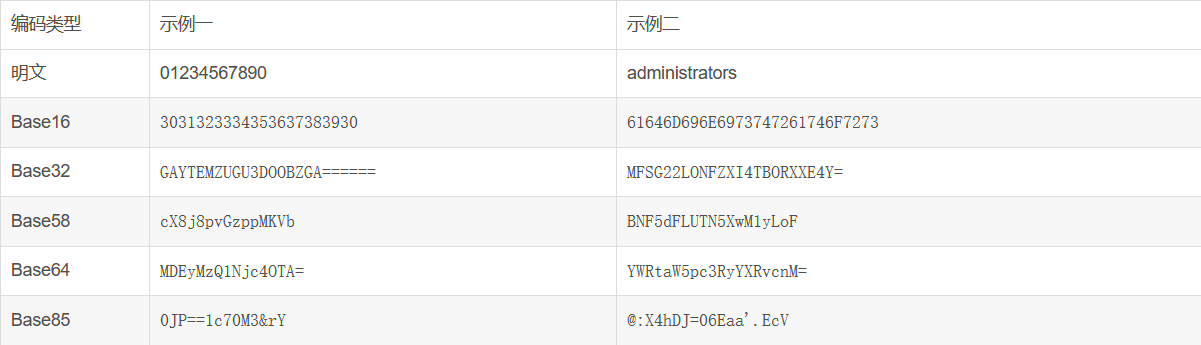 编码类型 示例一 示例二
明文 01234567890 administrators
Base16 3031323334353637383930 61646D696E6973747261746F7273
Base32 GAYTEMZUGU3DOOBZGA====== MFSG22LONFZXI4TBORXXE4Y=
Base58 cX8j8pvGzppMKVb BNF5dFLUTN5XwM1yLoF
Base64 MDEyMzQ1Njc4OTA= YWRtaW5pc3RyYXRvcnM=
Base85 0JP==1c70M3&rY @:X4hDJ=06Eaa'.EcV